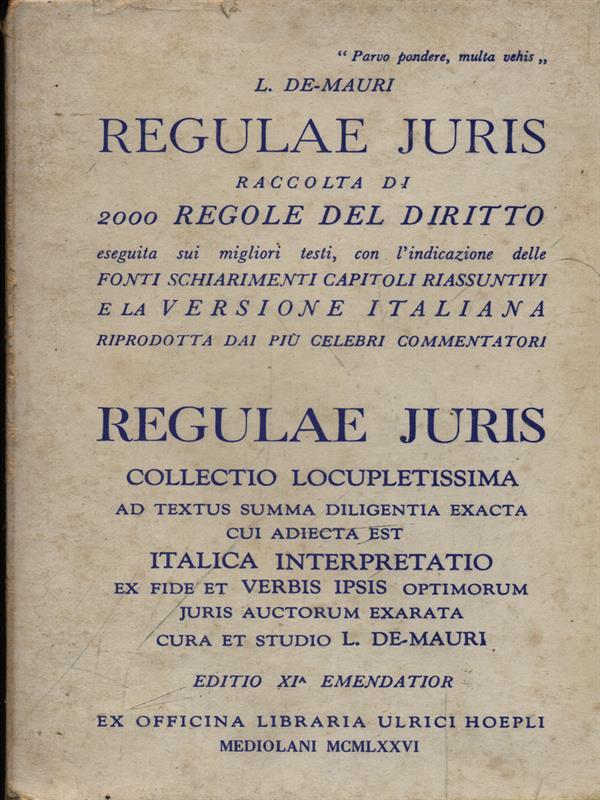 “ Parvo pondere, multa vehis „
L. DE-MAURI
REGULAE JURIS
RACCOLTA DI
2000 REGOLE DEL DIRITTO
eseguita sui migliori testi, con l’indicazione delle
FONTI SCHIARIMENTI CAPITOLI RIASSUNTIVI
E LA VERSIONE ITALIANA
RIPRODOTTA DAI PIÙ CELEBRI COMMENTATORI
REGULAE JURIS
COLLECTIO LOCUPLETISSIMA
AD TEXTUS SUMMA DILIGENTIA EXACTA
CUI ADIECTA EST
ITALICA INTERPRETATIO
EX FIDE ET VERBIS IPSIS OPTIMORUM
JURIS AUCTORUM EXARATA
CURA ET STUDIO L. DE-MAURI
EDITIO XIᴬ EMENDATIOR
EX OFFICINA LIBRARIA ULRICI HOEPLI
MEDIOLANI MCMLXXVI